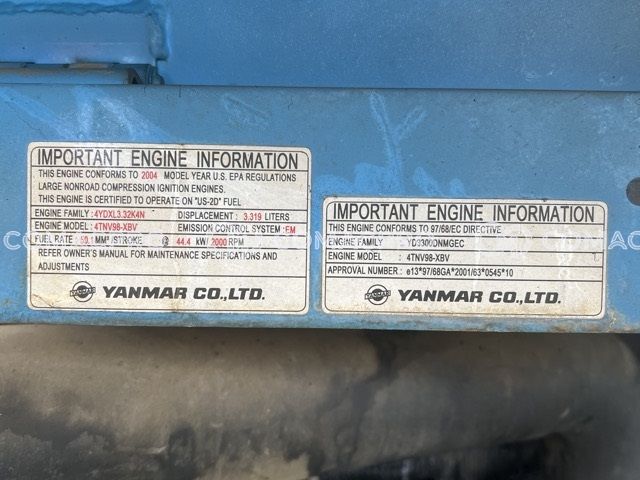 IMPORTANT ENGINE INFORMATION
THIS ENGINE CONFORMS TO 2004 MODEL YEAR U.S. EPA REGULATIONS
LARGE NONROAD COMPRESSION IGNITION ENGINES.
THIS ENGINE IS CERTIFIED TO OPERATE ON "US-2D" FUEL
ENGINE FAMILY : 4YDXL3.32K4N DISPLACEMENT : 3.319 LITERS
ENGINE MODEL : 4TNV98-XBV EMISSION CONTROL SYSTEM : EM
FUEL RATE : MM³/STROKE @ 44.4 kW/ 2000 RPM
REFER OWNER'S MANUAL FOR MAINTENANCE SPECIFICATIONS AND
ADJUSTMENTS
YANMAR YANMAR CO.,LTD.
IMPORTANT ENGINE INFORMATION
THIS ENGINE CONFORMS TO 97/68/EC DIRECTIVE
ENGINE FAMILY
ENGINE MODEL : 4TNV98-XBV
APPROVAL NUMBER : e13*97/68GA*2001/63*0545*10
YANMAR YANMAR CO.,LTD.